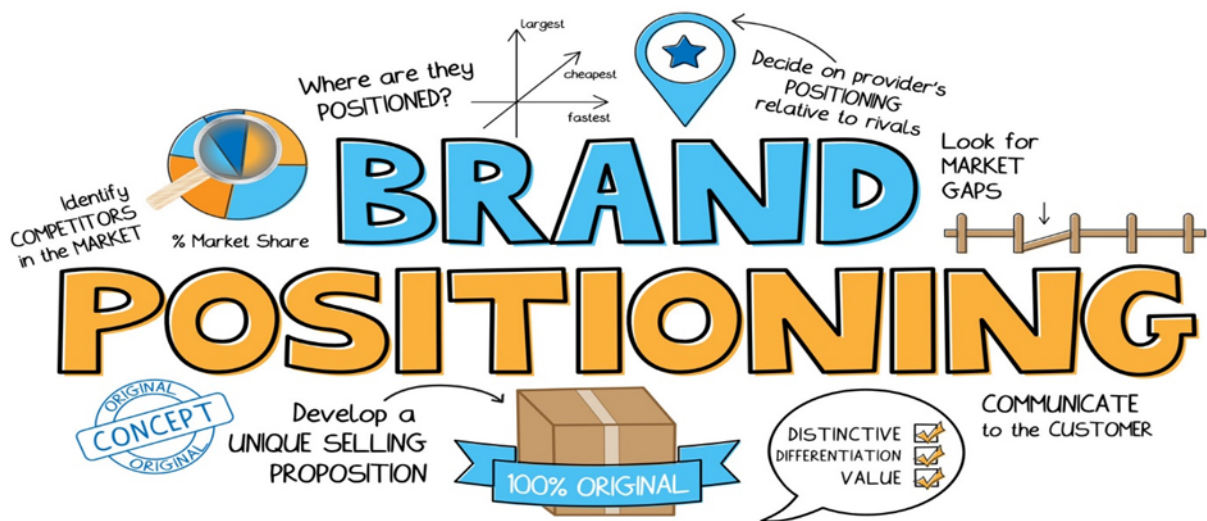 largest
Where are they
POSITIONED?
cheapest
fastest
Decide on provider's
POSITIONING
relative to rivals
BRAND
Look for
MARKET
GAPS
Identify
COMPETITORS
in the MARKET
% Market Share
POSITIONING
ORIGINAL
CONCEPT
ORIGINAL
Develop a
UNIQUE SELLING
PROPOSITION
100% ORIGINAL
DISTINCTIVE
DIFFERENTIATION
VALUE
COMMUNICATE
to the CUSTOMER